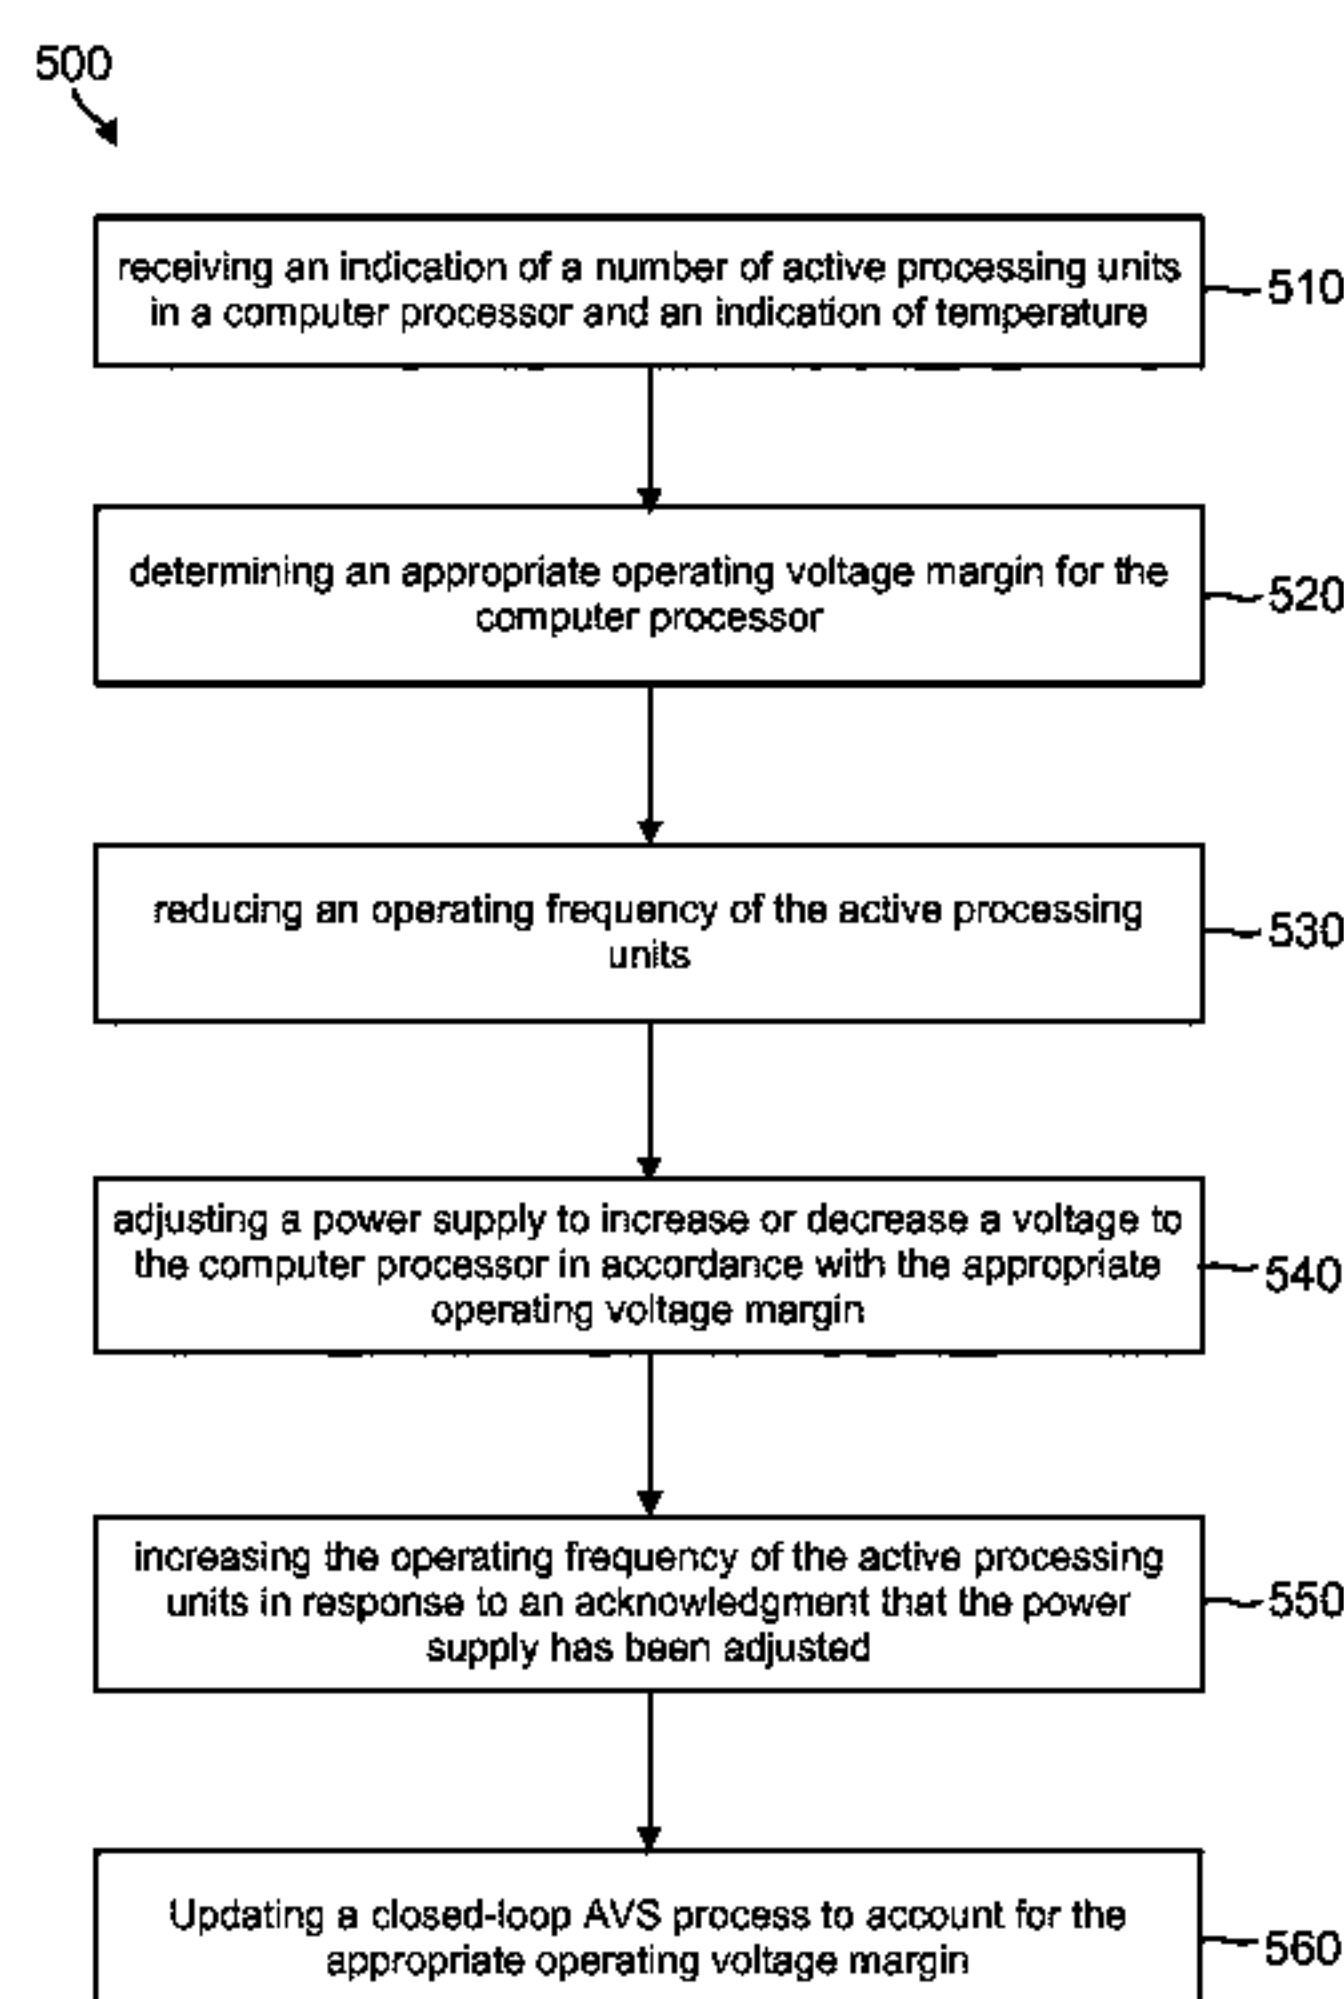 500
receiving an indication of a number of active processing units
in a computer processor and an indication of temperature
510
determining an appropriate operating voltage margin for the
computer processor
520
reducing an operating frequency of the active processing
units
530
adjusting a power supply to increase or decrease a voltage to
the computer processor in accordance with the appropriate
operating voltage margin
540
increasing the operating frequency of the active processing
units in response to an acknowledgment that the power
supply has been adjusted
550
Updating a closed-loop AVS process to account for the
appropriate operating voltage margin
560